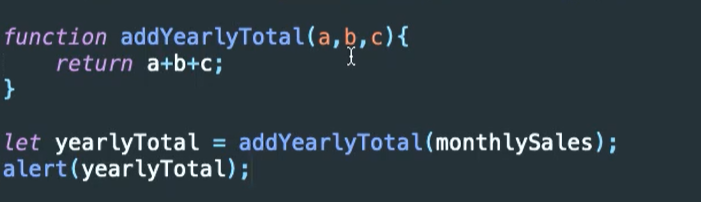 function addYearlyTotal(a,b,c){
    return a+b+c;
}
let yearlyTotal = addYearlyTotal(monthlySales);
alert(yearlyTotal);